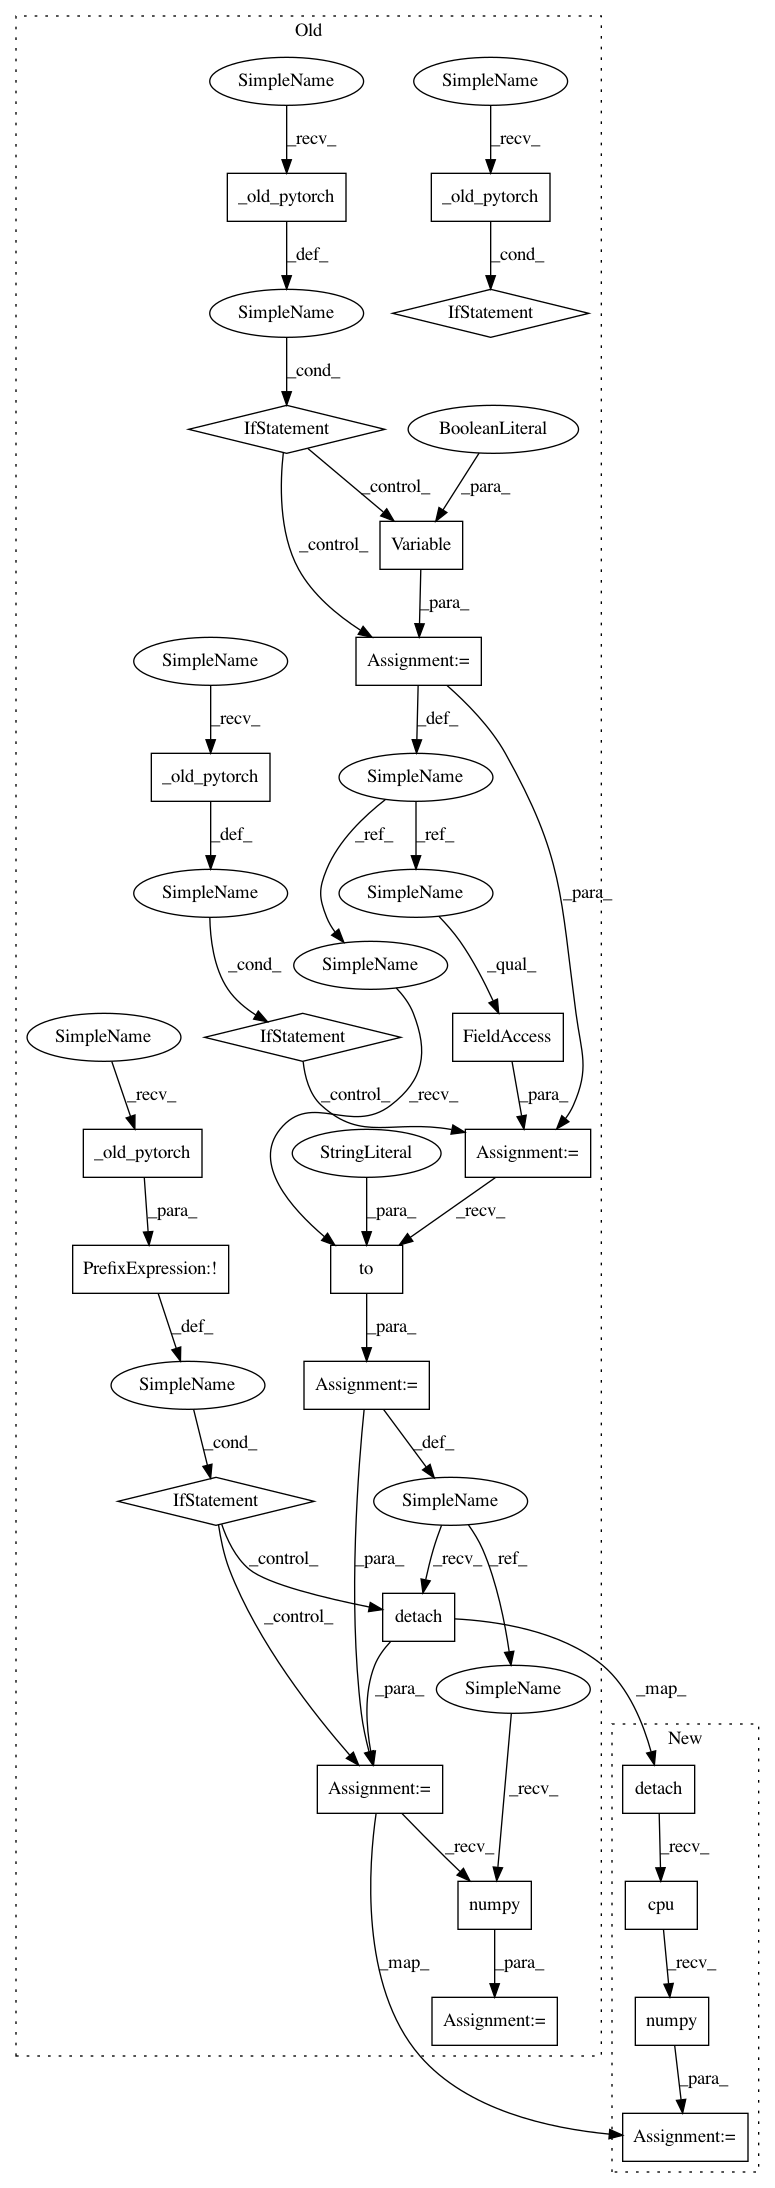 Old
SimpleName
SimpleName
_recv_
_recv_
_old_pytorch
_old_pytorch
_def_
_cond_
SimpleName
IfStatement
_cond_
IfStatement
BooleanLiteral
_control_
_para_
Variable
_control_
_para_
SimpleName
Assignment:=
_recv_
_def_
_old_pytorch
SimpleName
_def_
_ref_
_ref_
SimpleName
SimpleName
_para_
_cond_
SimpleName
_qual_
SimpleName
IfStatement
FieldAccess
_recv_
_control_
_recv_
_para_
_old_pytorch
StringLiteral
Assignment:=
_para_
_para_
_recv_
PrefixExpression:!
to
_def_
_para_
SimpleName
Assignment:=
_cond_
_def_
IfStatement
SimpleName
_control_
_para_
_recv_
_ref_
_control_
detach
_para_
SimpleName
_map_
New
Assignment:=
_recv_
detach
_recv_
_recv_
numpy
cpu
_map_
_para_
_recv_
Assignment:=
numpy
_para_
Assignment:=